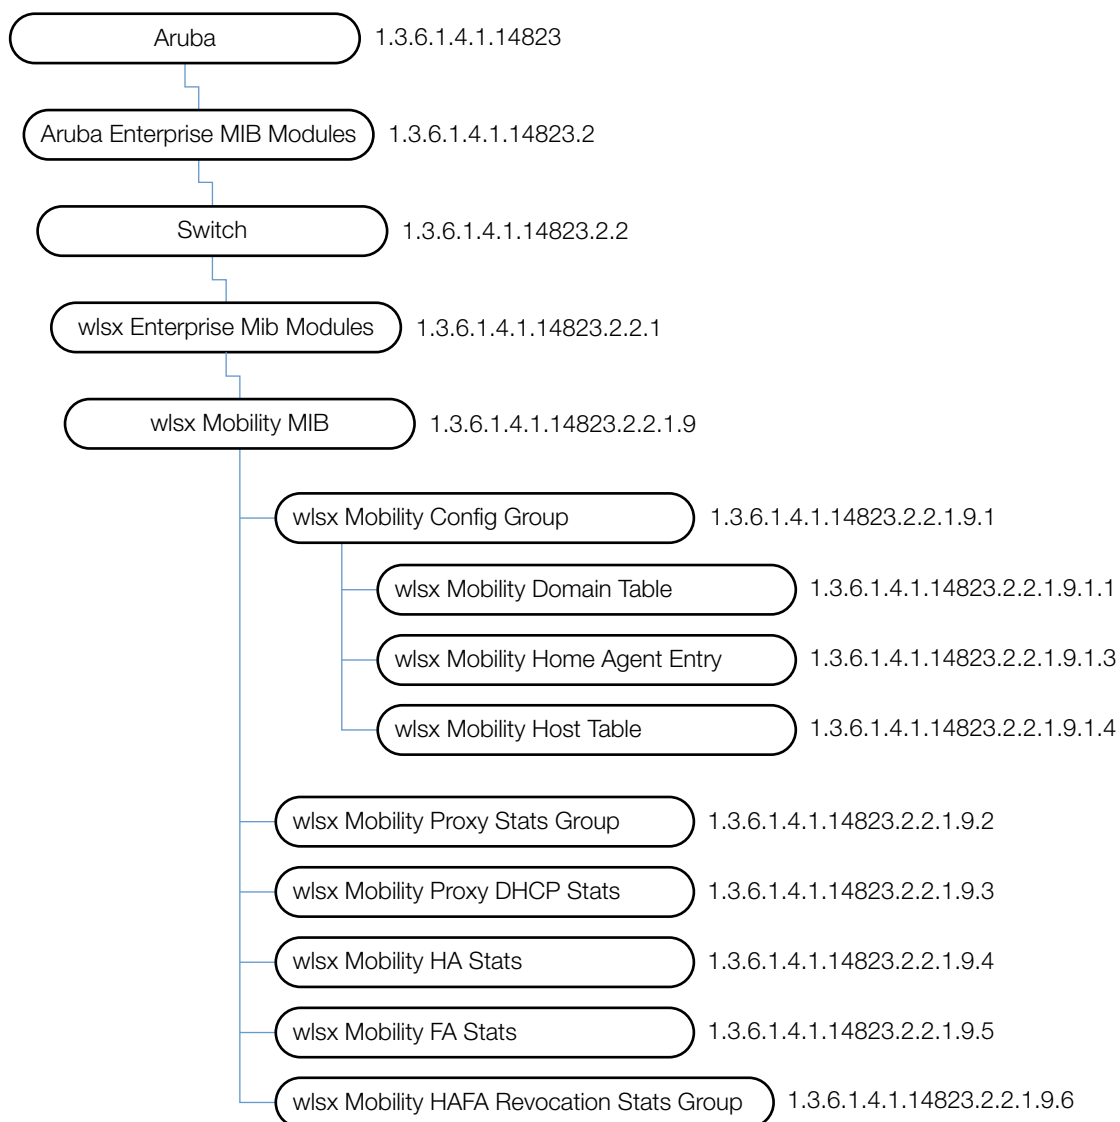 Aruba 1.3.6.1.4.1.14823
Aruba Enterprise MIB Modules 1.3.6.1.4.1.14823.2
Switch 1.3.6.1.4.1.14823.2.2
wlsx Enterprise Mib Modules 1.3.6.1.4.1.14823.2.2.1
wlsx Mobility MIB 1.3.6.1.4.1.14823.2.2.1.9
wlsx Mobility Config Group 1.3.6.1.4.1.14823.2.2.1.9.1
wlsx Mobility Domain Table 1.3.6.1.4.1.14823.2.2.1.9.1.1
wlsx Mobility Home Agent Entry 1.3.6.1.4.1.14823.2.2.1.9.1.3
wlsx Mobility Host Table 1.3.6.1.4.1.14823.2.2.1.9.1.4
wlsx Mobility Proxy Stats Group 1.3.6.1.4.1.14823.2.2.1.9.2
wlsx Mobility Proxy DHCP Stats 1.3.6.1.4.1.14823.2.2.1.9.3
wlsx Mobility HA Stats 1.3.6.1.4.1.14823.2.2.1.9.4
wlsx Mobility FA Stats 1.3.6.1.4.1.14823.2.2.1.9.5
wlsx Mobility HAFA Revocation Stats Group 1.3.6.1.4.1.14823.2.2.1.9.6